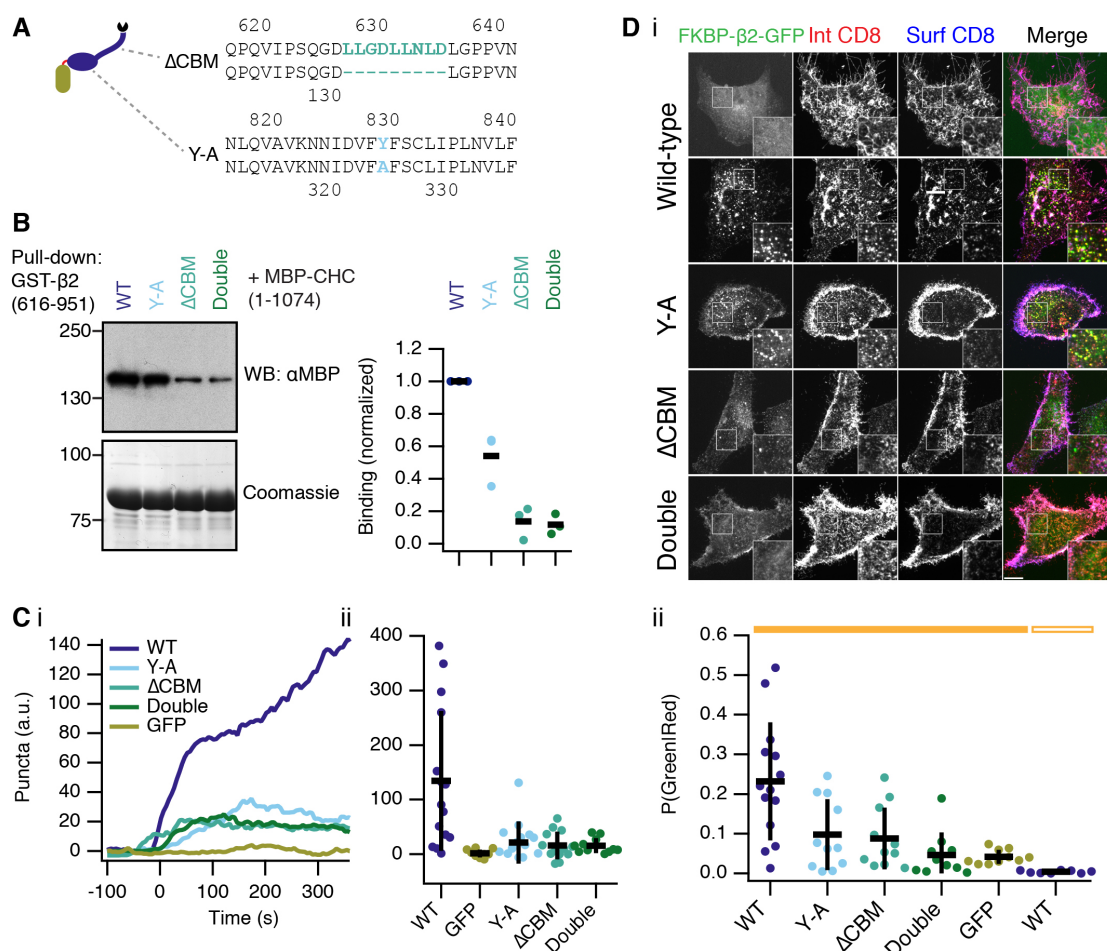 A
620 630 640
ΔCBM QPQVIPSQGDLLGDLLNLDLGPPVN
QPQVIPSQGD---------LGPPVN
130
820 830 840
Y-A NLQVAVKNNIDVFYFSCLIPLNVLF
NLQVAVKNNIDVFAFSCLIPLNVLF
320 330
B
Pull-down:
GST-β2
(616-951)
WT Y-A ΔCBM Double
+ MBP-CHC
(1-1074)
250
130
WB: αMBP
100
75
Coomassie
WT Y-A ΔCBM Double
Binding (normalized)
1.2
1.0
0.8
0.6
0.4
0.2
0.0
C i
Puncta (a.u.)
140
120
100
80
60
40
20
0
WT
Y-A
ΔCBM
Double
GFP
-100 0 100 200 300
Time (s)
ii
400
300
200
100
0
WT GFP Y-A ΔCBM Double
D i
FKBP-β2-GFP Int CD8 Surf CD8 Merge
Wild-type
Y-A
ΔCBM
Double
ii
P(Green|Red)
0.6
0.5
0.4
0.3
0.2
0.1
0.0
WT Y-A ΔCBM Double GFP WT